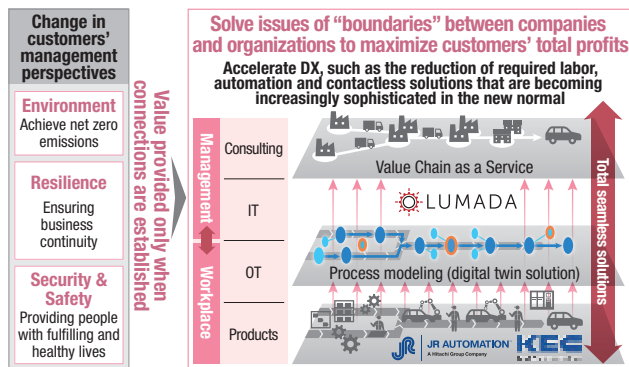 Change in
customers'
management
perspectives
Environment
Achieve net zero
emissions
Resilience
Ensuring
business
continuity
Security &
Safety
Providing people
with fulfilling and
healthy lives
Value provided only when
connections are established
Solve issues of “boundaries” between companies
and organizations to maximize customers’ total profits
Accelerate DX, such as the reduction of required labor,
automation and contactless solutions that are becoming
increasingly sophisticated in the new normal
Management
Workplace
Consulting
IT
OT
Products
Value Chain as a Service
LUMADA
Process modeling (digital twin solution)
JR
JR AUTOMATION™
A Hitachi Group Company
KEC
Total seamless solutions